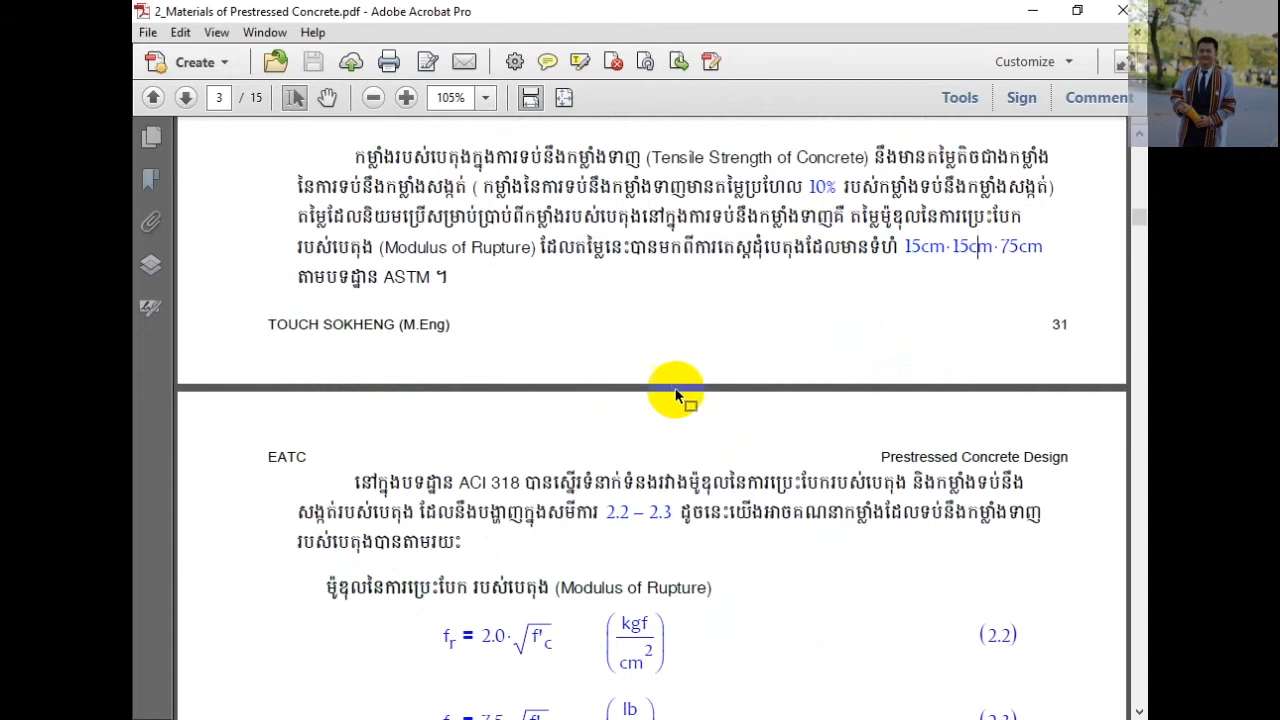 2_Materials of Prestressed Concrete.pdf - Adobe Acrobat Pro
File Edit View Window Help
Create Customize
3 / 15 105% Tools Sign Comment
កម្លាំងរបស់បេតុងក្នុងការទប់នឹងកម្លាំងទាញ (Tensile Strength of Concrete) នឹងមានតម្លៃតិចជាងកម្លាំង
នៃការទប់នឹងកម្លាំងសង្កត់ ( កម្លាំងនៃការទប់នឹងកម្លាំងទាញមានតម្លៃប្រហែល 10% របស់កម្លាំងទប់នឹងកម្លាំងសង្កត់)
តម្លៃដែលនិយមប្រើសម្រាប់ប្រាប់ពីកម្លាំងរបស់បេតុងនៅក្នុងការទប់នឹងកម្លាំងទាញគឺ តម្លៃម៉ូឌុលនៃការប្រេះបែក
របស់បេតុង (Modulus of Rupture) ដែលតម្លៃនេះបានមកពីការតេស្តដុំបេតុងដែលមានទំហំ 15cm·15cm·75cm
តាមបទដ្ឋាន ASTM ។
TOUCH SOKHENG (M.Eng) 31
EATC Prestressed Concrete Design
នៅក្នុងបទដ្ឋាន ACI 318 បានស្នើរទំនាក់ទំនងរវាងម៉ូឌុលនៃការប្រេះបែករបស់បេតុង និងកម្លាំងទប់នឹង
សង្កត់របស់បេតុង ដែលនឹងបង្ហាញក្នុងសមីការ 2.2 – 2.3 ដូចនេះយើងអាចគណនាកម្លាំងដែលទប់នឹងកម្លាំងទាញ
របស់បេតុងបានតាមរយះ
ម៉ូឌុលនៃការប្រេះបែក របស់បេតុង (Modulus of Rupture)
f_r = 2.0·√f'_c (kgf/cm²) (2.2)
f_r = 7.5·√f' lb (2.3)